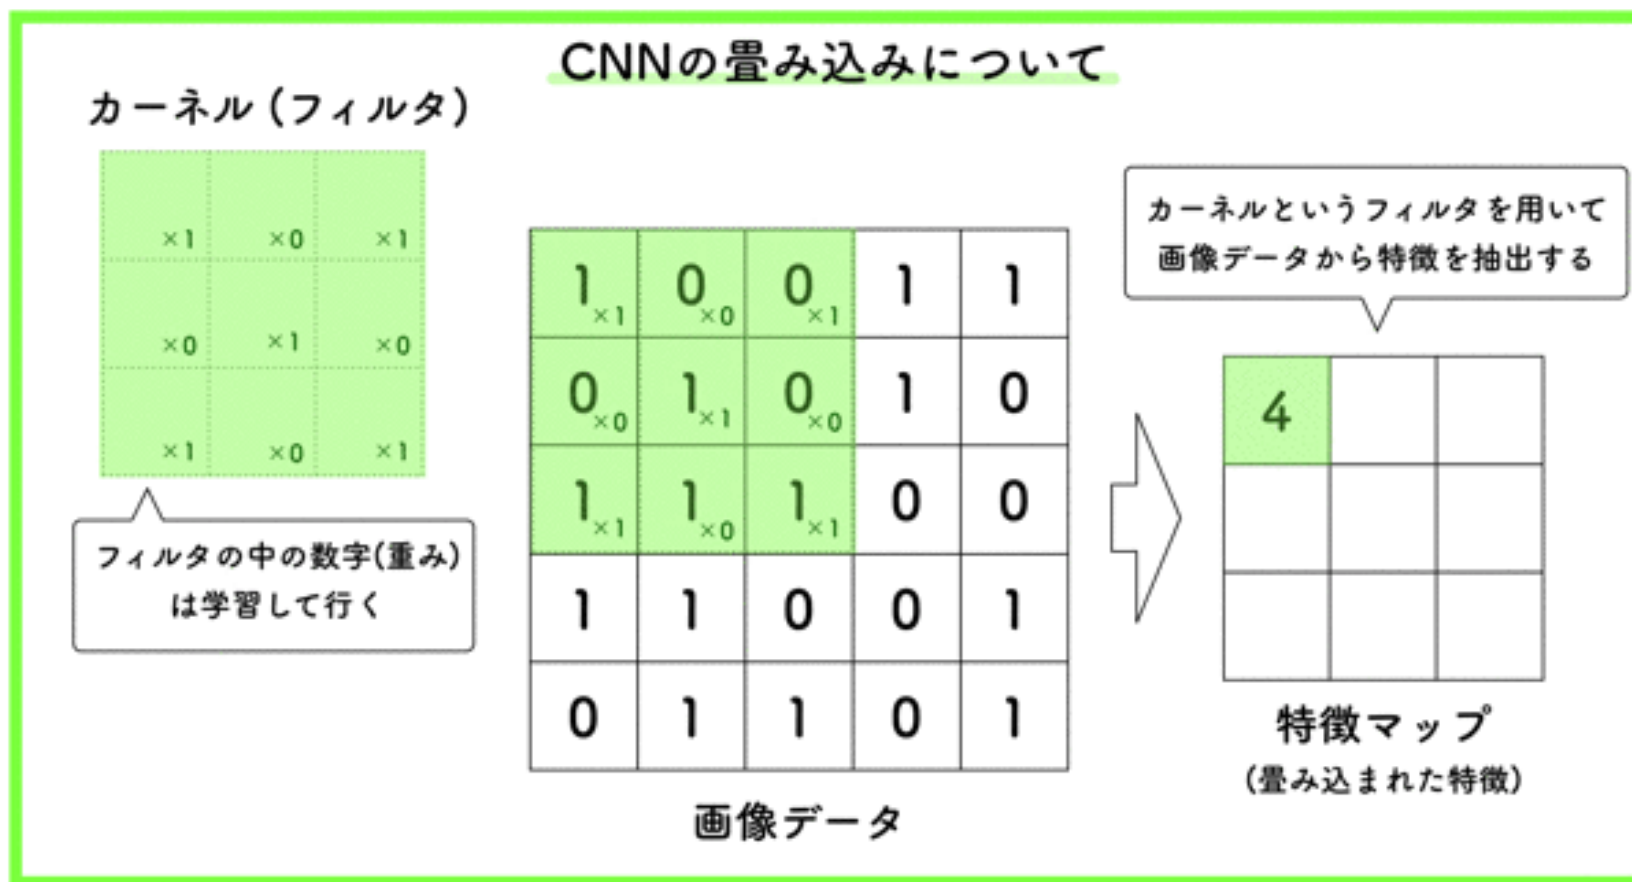 CNNの畳み込みについて
カーネル (フィルタ)
×1 ×0 ×1
×0 ×1 ×0
×1 ×0 ×1
フィルタの中の数字(重み)
は学習して行く
1×1 0×0 0×1 1 1
0×0 1×1 0×0 1 0
1×1 1×0 1×1 0 0
1 1 0 0 1
0 1 1 0 1
画像データ
カーネルというフィルタを用いて
画像データから特徴を抽出する
4
特徴マップ
(畳み込まれた特徴)